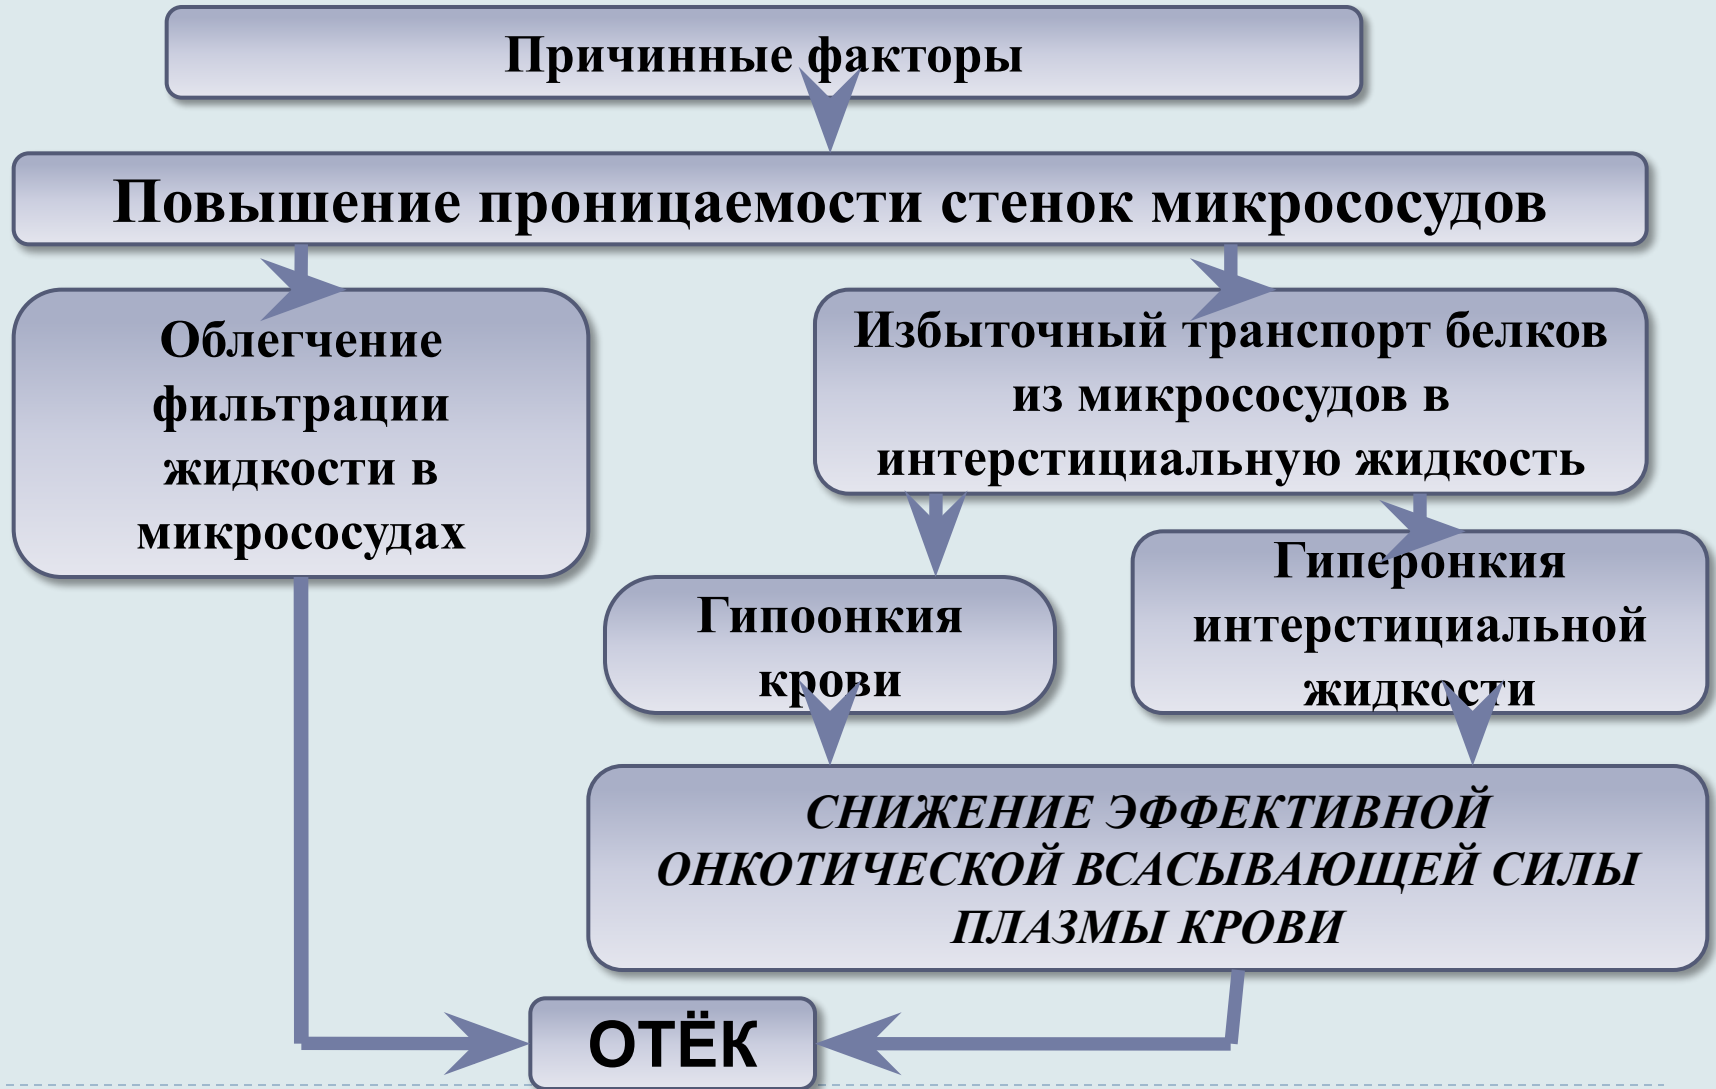 Причинные факторы
Повышение проницаемости стенок микрососудов
Облегчение
фильтрации
жидкости в
микрососудах
Избыточный транспорт белков
из микрососудов в
интерстициальную жидкость
Гипоонкия
крови
Гиперонкия
интерстициальной
жидкости
СНИЖЕНИЕ ЭФФЕКТИВНОЙ
ОНКОТИЧЕСКОЙ ВСАСЫВАЮЩЕЙ СИЛЫ
ПЛАЗМЫ КРОВИ
ОТЁК